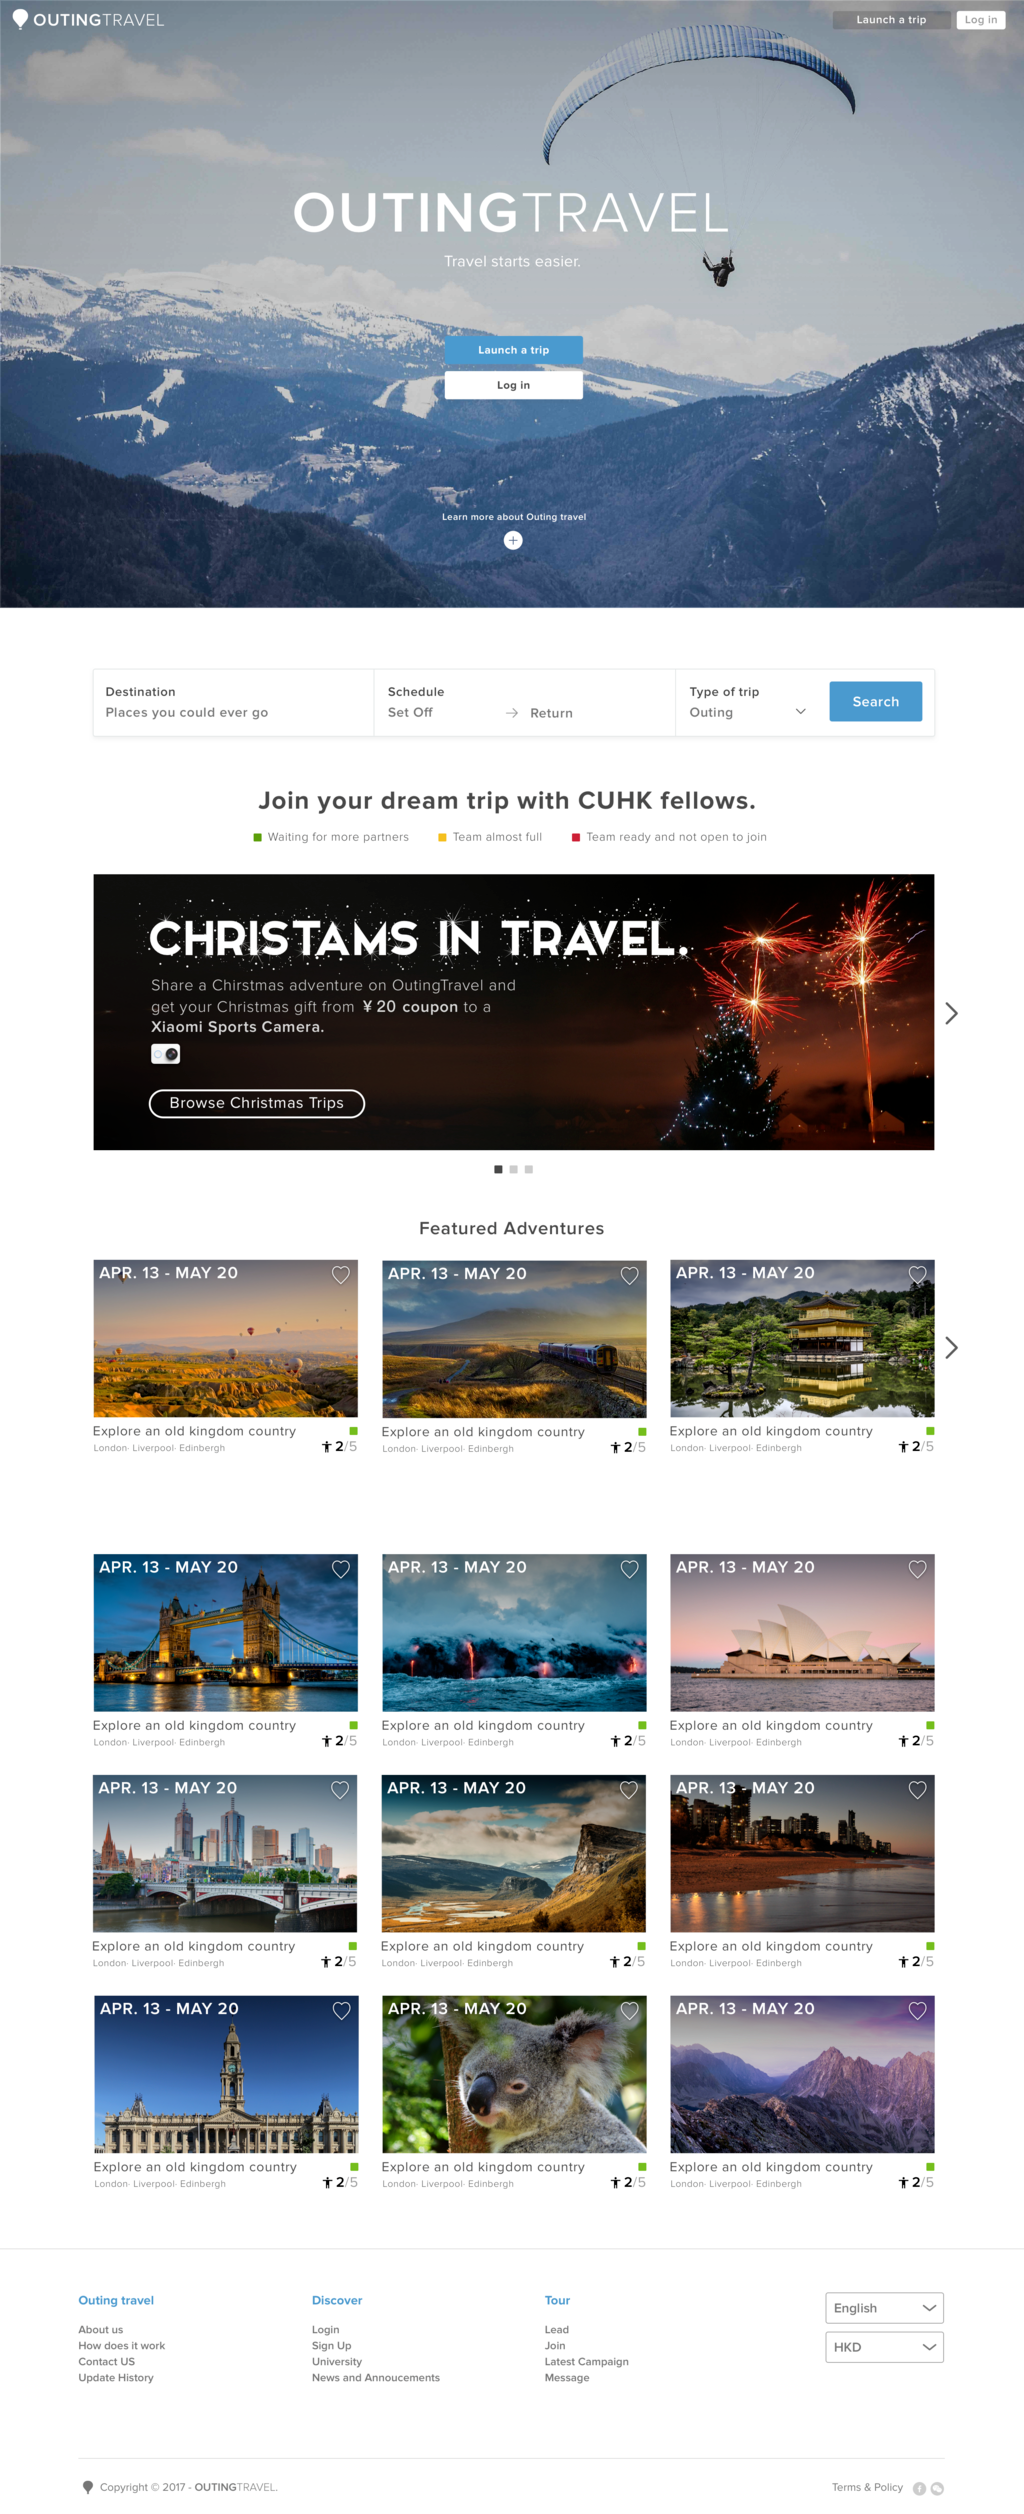 OUTINGTRAVEL
Launch a trip
Log in
OUTINGTRAVEL
Travel starts easier.
Launch a trip
Log in
Learn more about Outing travel
Destination
Places you could ever go
Schedule
Set Off → Return
Type of trip
Outing
Search
Join your dream trip with CUHK fellows.
Waiting for more partners
Team almost full
Team ready and not open to join
CHRISTAMS IN TRAVEL.
Share a Chirstmas adventure on OutingTravel and
get your Christmas gift from ¥ 20 coupon to a
Xiaomi Sports Camera.
Browse Christmas Trips
Featured Adventures
APR. 13 - MAY 20
Explore an old kingdom country
London· Liverpool· Edinbergh
2/5
APR. 13 - MAY 20
Explore an old kingdom country
London· Liverpool· Edinbergh
2/5
APR. 13 - MAY 20
Explore an old kingdom country
London· Liverpool· Edinbergh
2/5
APR. 13 - MAY 20
Explore an old kingdom country
London· Liverpool· Edinbergh
2/5
APR. 13 - MAY 20
Explore an old kingdom country
London· Liverpool· Edinbergh
2/5
APR. 13 - MAY 20
Explore an old kingdom country
London· Liverpool· Edinbergh
2/5
APR. 13 - MAY 20
Explore an old kingdom country
London· Liverpool· Edinbergh
2/5
APR. 13 - MAY 20
Explore an old kingdom country
London· Liverpool· Edinbergh
2/5
APR. 13 - MAY 20
Explore an old kingdom country
London· Liverpool· Edinbergh
2/5
APR. 13 - MAY 20
Explore an old kingdom country
London· Liverpool· Edinbergh
2/5
APR. 13 - MAY 20
Explore an old kingdom country
London· Liverpool· Edinbergh
2/5
APR. 13 - MAY 20
Explore an old kingdom country
London· Liverpool· Edinbergh
2/5
Outing travel
About us
How does it work
Contact US
Update History
Discover
Login
Sign Up
University
News and Annoucements
Tour
Lead
Join
Latest Campaign
Message
English
HKD
Copyright © 2017 - OUTINGTRAVEL.
Terms & Policy